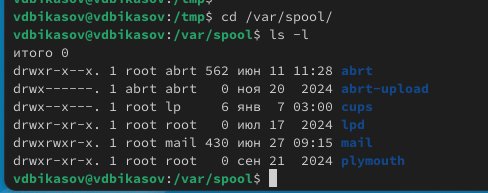 vdbikasov@vdbikasov:/tmp$
vdbikasov@vdbikasov:/tmp$ cd /var/spool/
vdbikasov@vdbikasov:/var/spool$ ls -l
итого 0
drwxr-x--x. 1 root abrt 562 июн 11 11:28 abrt
drwx------. 1 abrt abrt   0 ноя 20  2024 abrt-upload
drwx--x---. 1 root lp     6 янв  7 03:00 cups
drwxr-xr-x. 1 root root   0 июл 17  2024 lpd
drwxrwxr-x. 1 root mail 430 июн 27 09:15 mail
drwxr-xr-x. 1 root root   0 сен 21  2024 plymouth
vdbikasov@vdbikasov:/var/spool$